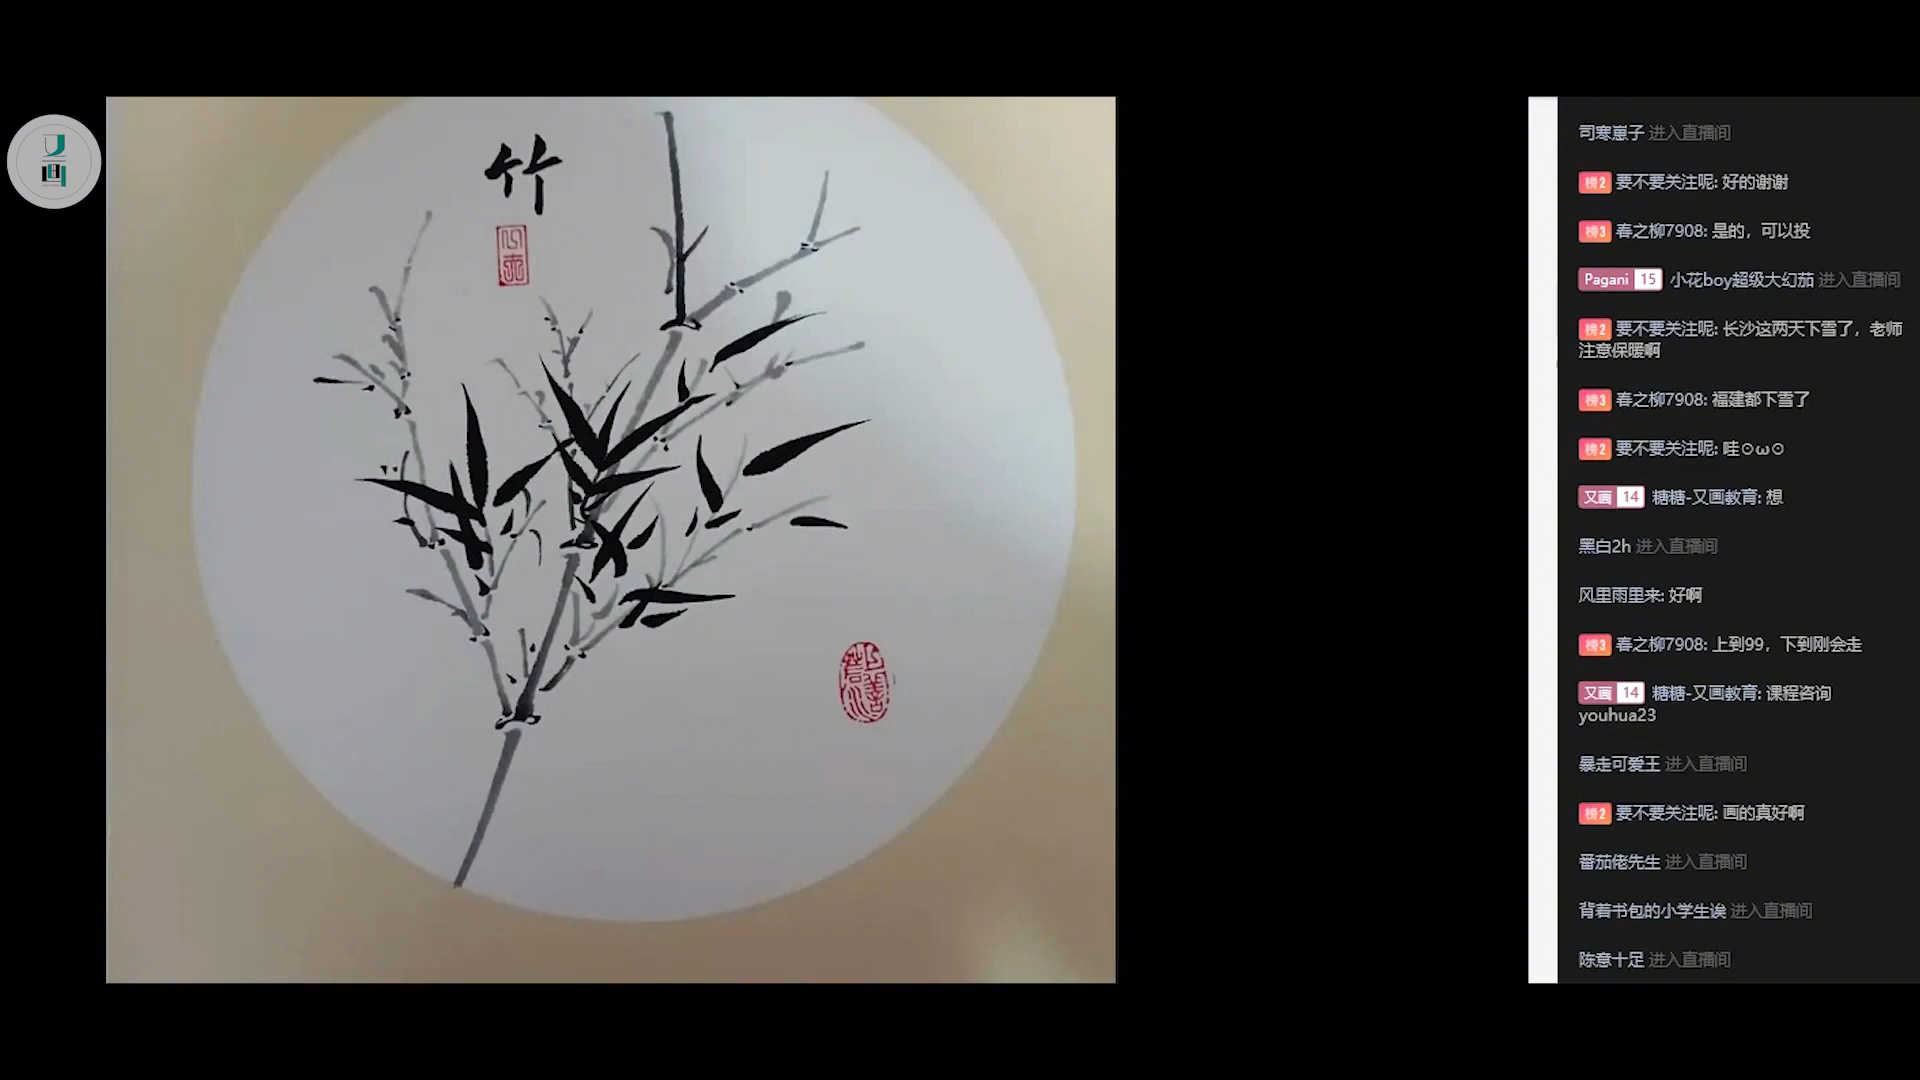 又画
竹
司寒崽子 进入直播间
榜2 要不要关注呢: 好的谢谢
榜3 春之柳7908: 是的，可以投
Pagani 15 小花boy超级大幻茄 进入直播间
榜2 要不要关注呢: 长沙这两天下雪了，老师
注意保暖啊
榜3 春之柳7908: 福建都下雪了
榜2 要不要关注呢: 哇⊙ω⊙
又画 14 糖糖-又画教育: 想
黑白2h 进入直播间
风里雨里来: 好啊
榜3 春之柳7908: 上到99，下到刚会走
又画 14 糖糖-又画教育: 课程咨询
youhua23
暴走可爱王 进入直播间
榜2 要不要关注呢: 画的真好啊
番茄佬先生 进入直播间
背着书包的小学生诶 进入直播间
陈意十足 进入直播间